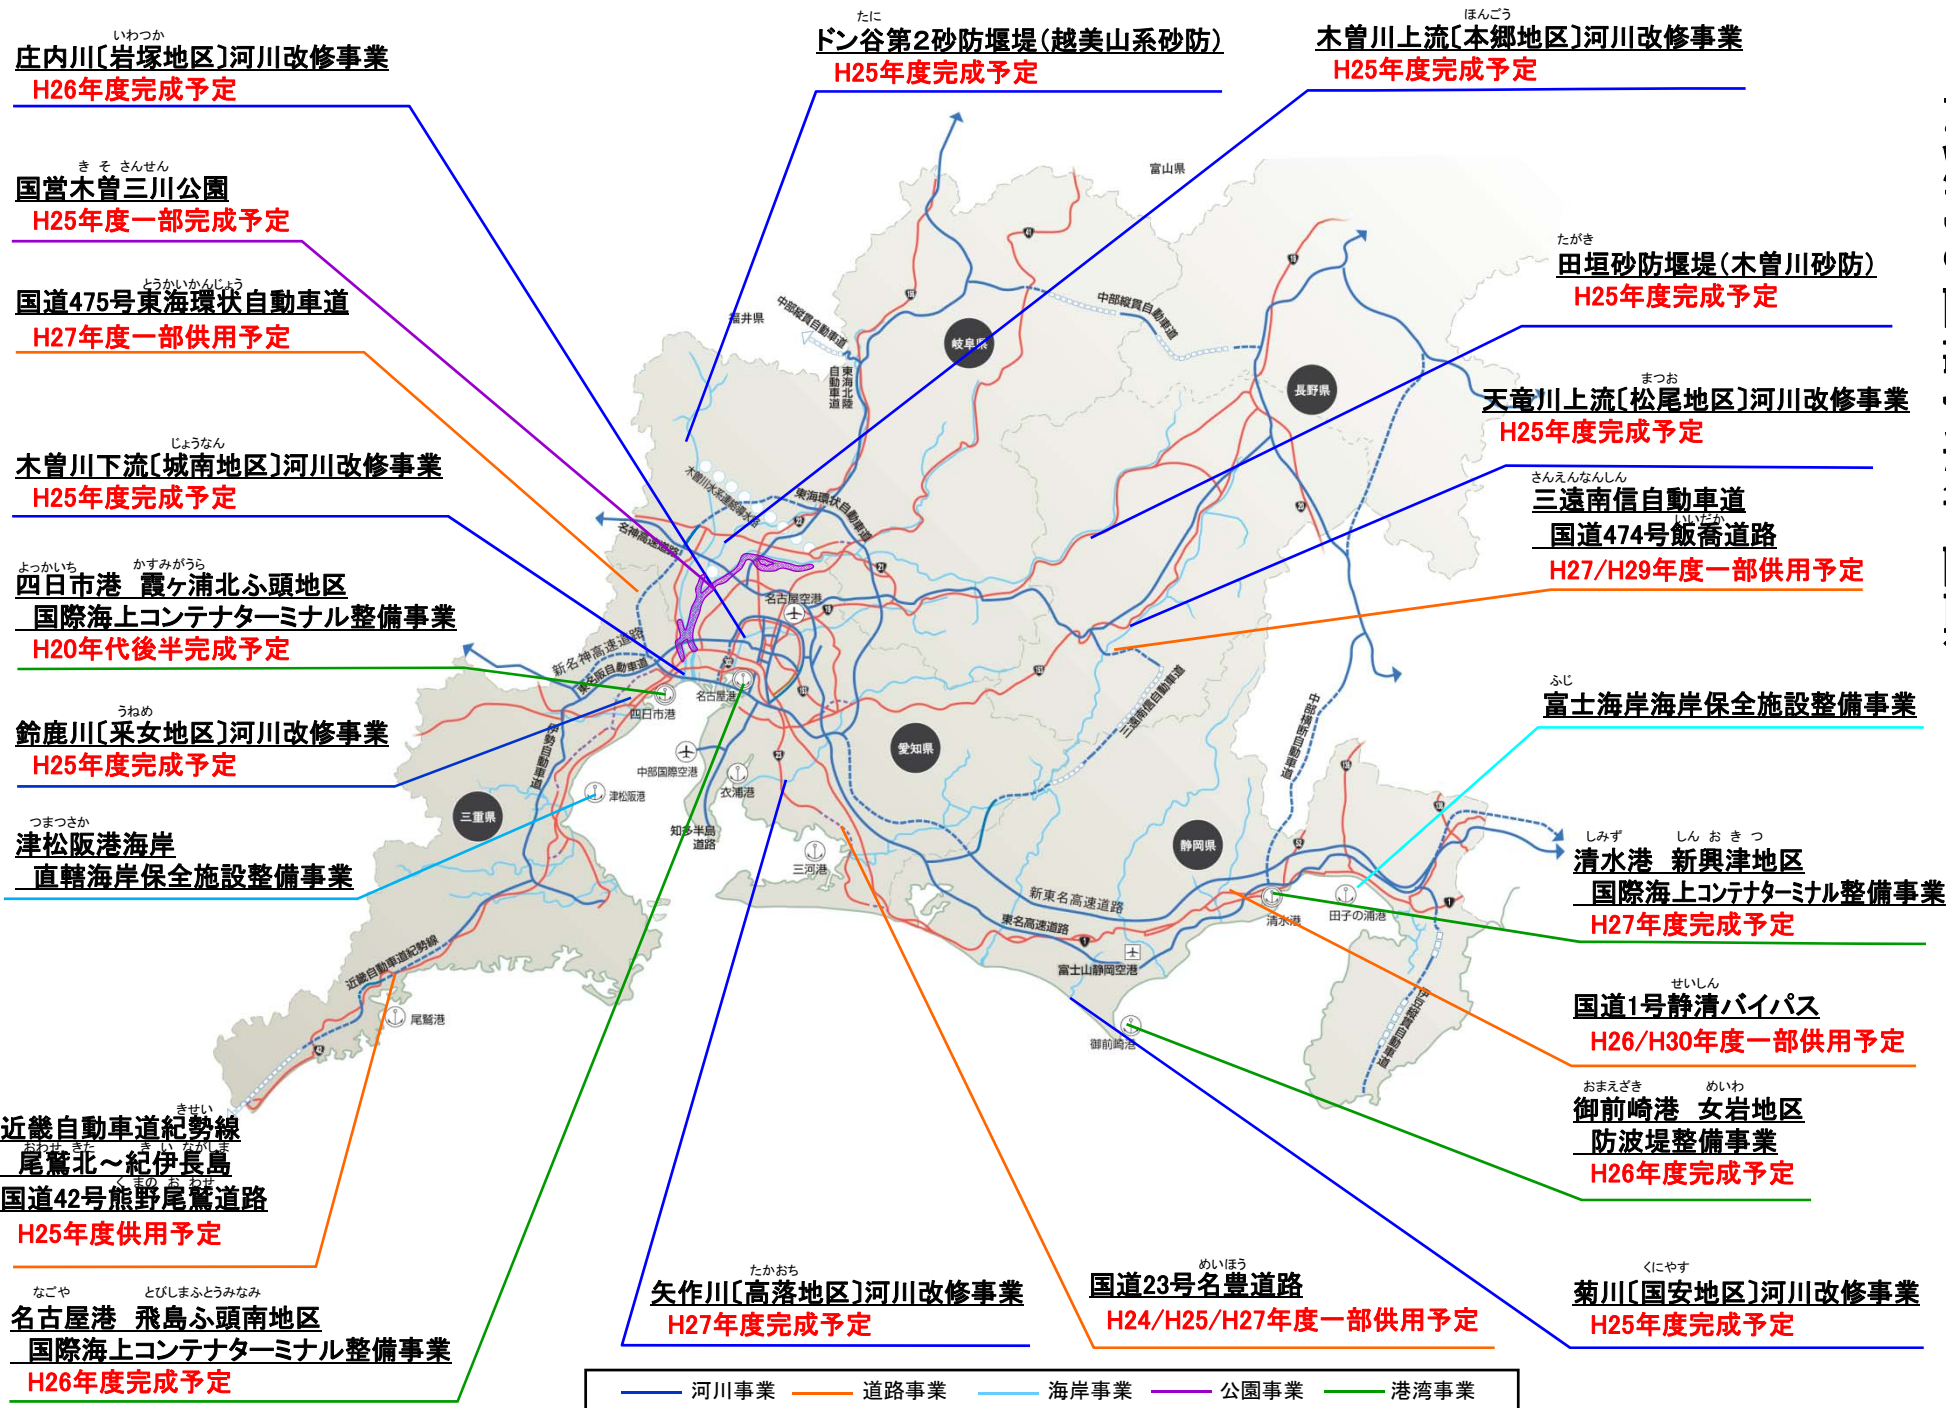 いわつか
庄内川〔岩塚地区〕河川改修事業
H26年度完成予定
き そ さんせん
国営木曽三川公園
H25年度一部完成予定
とうかいかんじょう
国道475号東海環状自動車道
H27年度一部供用予定
じょうなん
木曽川下流〔城南地区〕河川改修事業
H25年度完成予定
よっかいち かすみがうら
四日市港 霞ヶ浦北ふ頭地区
国際海上コンテナターミナル整備事業
H20年代後半完成予定
うねめ
鈴鹿川〔采女地区〕河川改修事業
H25年度完成予定
つまつさか
津松阪港海岸
直轄海岸保全施設整備事業
きせい
近畿自動車道紀勢線
おわせ きた き い ながしま
尾鷲北～紀伊長島
くまの お わせ
国道42号熊野尾鷲道路
H25年度供用予定
なごや とびしまふとうみなみ
名古屋港 飛島ふ頭南地区
国際海上コンテナターミナル整備事業
H26年度完成予定
たに
ドン谷第2砂防堰堤(越美山系砂防)
H25年度完成予定
ほんごう
木曽川上流〔本郷地区〕河川改修事業
H25年度完成予定
たがき
田垣砂防堰堤(木曽川砂防)
H25年度完成予定
まつお
天竜川上流〔松尾地区〕河川改修事業
H25年度完成予定
さんえんなんしん
三遠南信自動車道
いいだか
国道474号飯喬道路
H27/H29年度一部供用予定
ふじ
富士海岸海岸保全施設整備事業
しみず しん お き つ
清水港 新興津地区
国際海上コンテナターミナル整備事業
H27年度完成予定
せいしん
国道1号静清バイパス
H26/H30年度一部供用予定
おまえざき めいわ
御前崎港 女岩地区
防波堤整備事業
H26年度完成予定
くにやす
菊川〔国安地区〕河川改修事業
H25年度完成予定
めいほう
国道23号名豊道路
H24/H25/H27年度一部供用予定
たかおち
矢作川〔高落地区〕河川改修事業
H27年度完成予定
富山県
福井県
中部縦貫自動車道
中部縦貫自動車道
東海北陸
自動車道
岐阜県
長野県
木曽川水系連絡導水路
東海環状自動車道
名神高速道路
名古屋空港
新名神高速道路
東名阪自動車道
四日市港
名古屋港
伊勢自動車道
中部国際空港
衣浦港
津松阪港
知多半島
道路
三重県
愛知県
三河港
三遠南信自動車道
中部横断自動車道
静岡県
新東名高速道路
東名高速道路
富士山静岡空港
清水港
田子の浦港
御前崎港
伊豆縦貫自動車道
近畿自動車道紀勢線
尾鷲港
河川事業
道路事業
海岸事業
公園事業
港湾事業